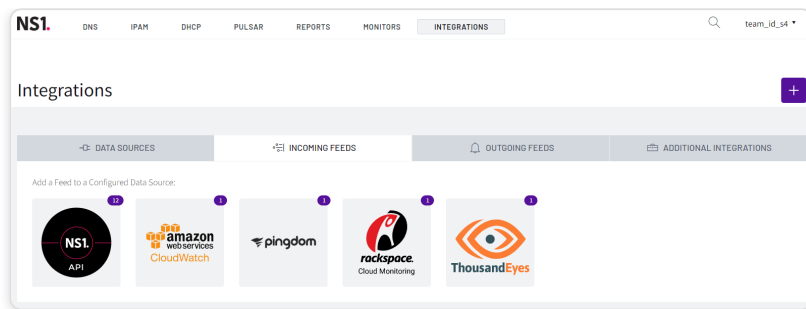 NS1.
DNS IPAM DHCP PULSAR REPORTS MONITORS INTEGRATIONS team_id_s4
Integrations
+
DATA SOURCES INCOMING FEEDS OUTGOING FEEDS ADDITIONAL INTEGRATIONS
Add a Feed to a Configured Data Source:
12 1 1 1 1
NS1.
API
amazon
webservices
CloudWatch
pingdom
rackspace.
Cloud Monitoring
ThousandEyes